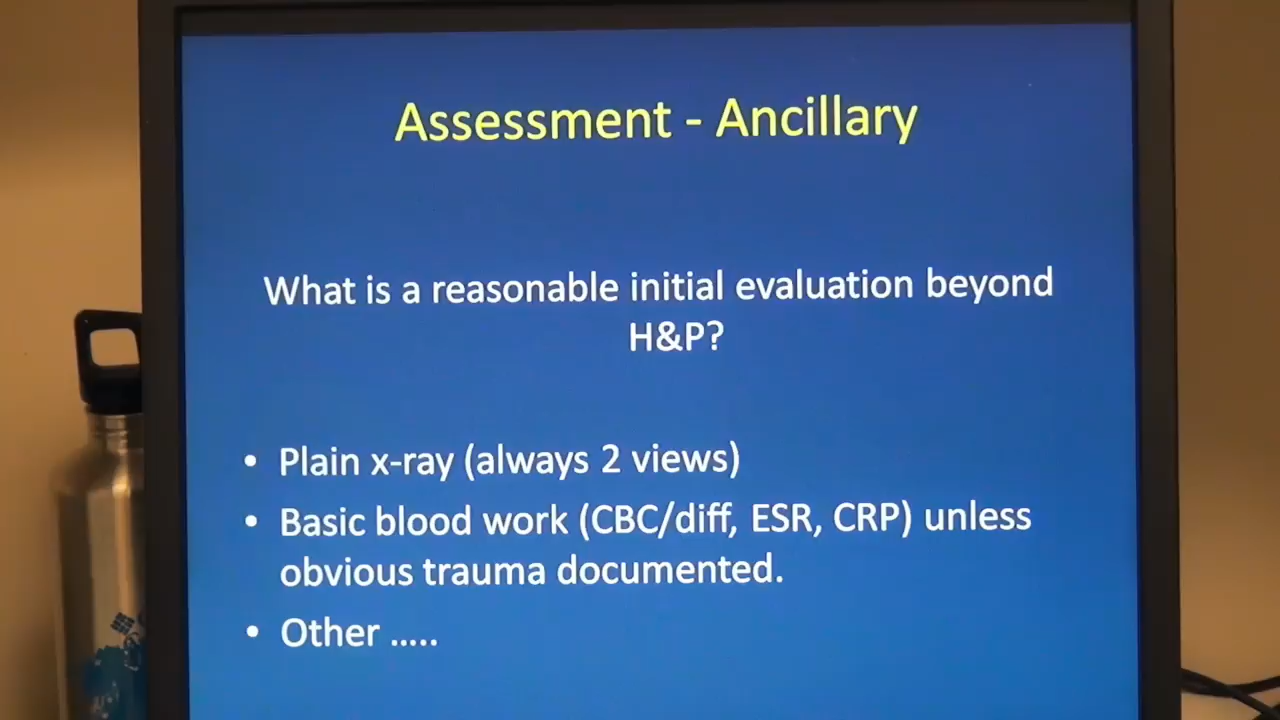 Assessment - Ancillary
What is a reasonable initial evaluation beyond
H&P?
• Plain x-ray (always 2 views)
• Basic blood work (CBC/diff, ESR, CRP) unless
obvious trauma documented.
• Other .....